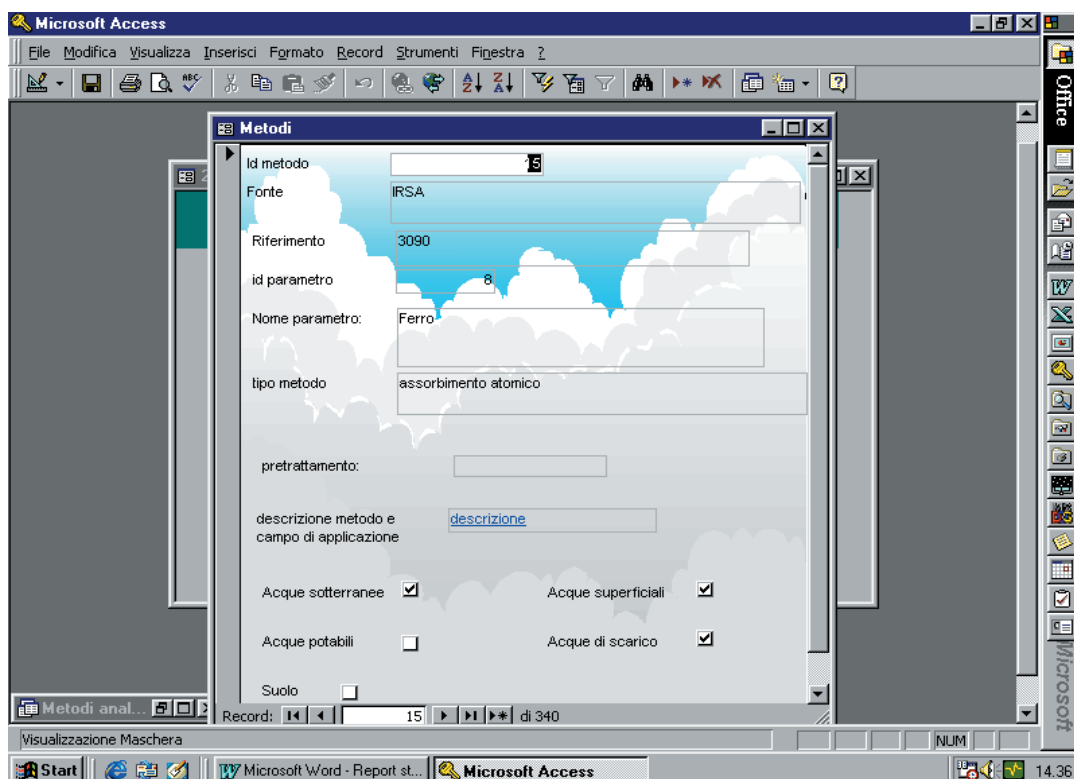 Microsoft Access
File Modifica Visualizza Inserisci Formato Record Strumenti Finestra ?
Office
Metodi
Id metodo 15
Fonte IRSA
Riferimento 3090
id parametro 8
Nome parametro: Ferro
tipo metodo assorbimento atomico
pretrattamento:
descrizione metodo e descrizione
campo di applicazione
Acque sotterranee Acque superficiali
Acque potabili Acque di scarico
Suolo
Metodi anal...
Record: 15 di 340
Microsoft
Visualizzazione Maschera NUM
Start Microsoft Word - Report st... Microsoft Access 14.36